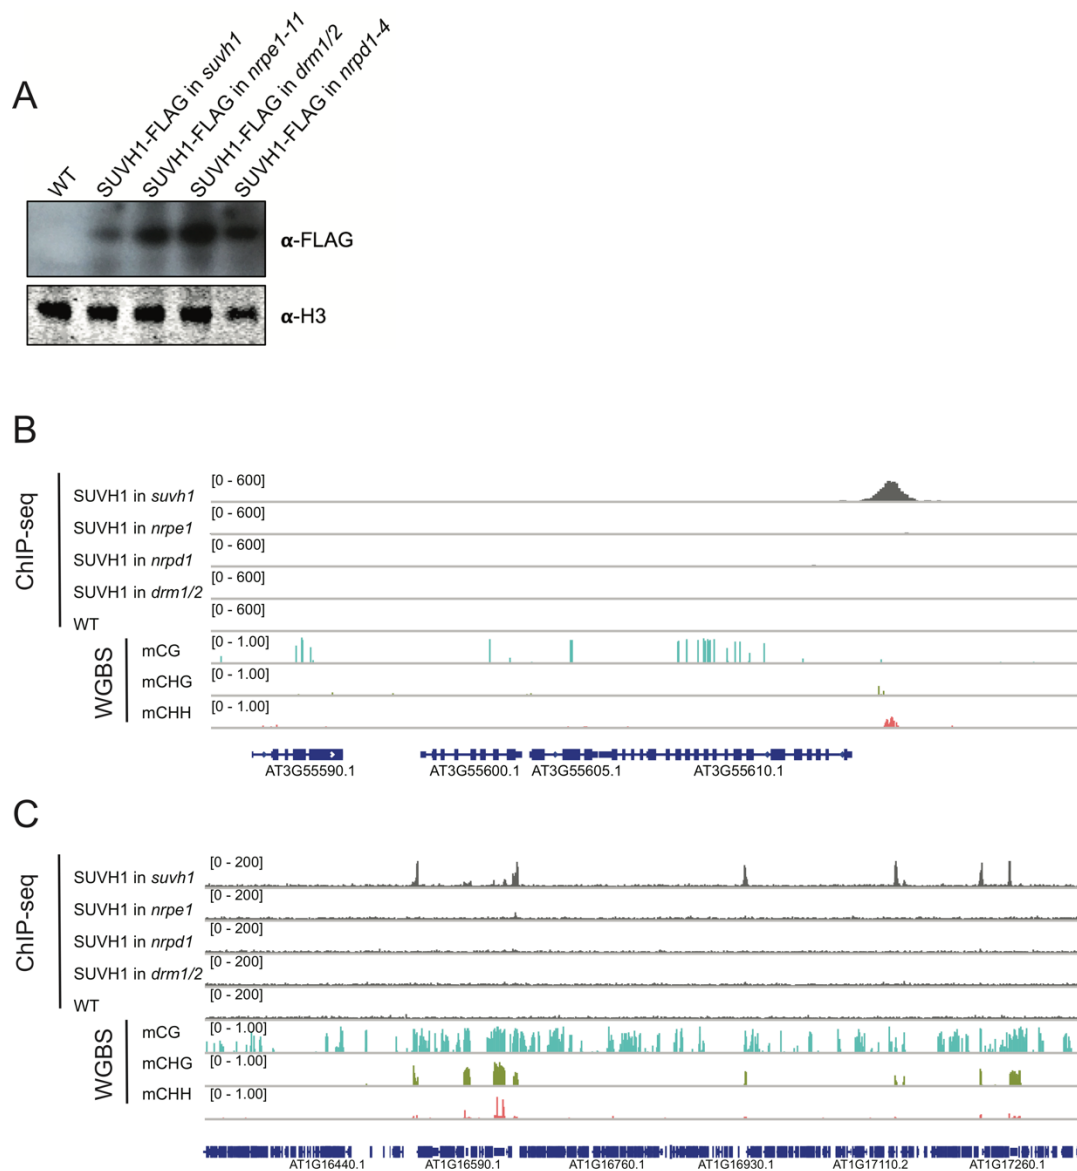 A
WT
SUVH1-FLAG in suvh1
SUVH1-FLAG in nrpe1-11
SUVH1-FLAG in drm1/2
SUVH1-FLAG in nrpd1-4
α-FLAG
α-H3
B
ChIP-seq
SUVH1 in suvh1 [0 - 600]
SUVH1 in nrpe1 [0 - 600]
SUVH1 in nrpd1 [0 - 600]
SUVH1 in drm1/2 [0 - 600]
WT [0 - 600]
WGBS
mCG [0 - 1.00]
mCHG [0 - 1.00]
mCHH [0 - 1.00]
AT3G55590.1 AT3G55600.1 AT3G55605.1 AT3G55610.1
C
ChIP-seq
SUVH1 in suvh1 [0 - 200]
SUVH1 in nrpe1 [0 - 200]
SUVH1 in nrpd1 [0 - 200]
SUVH1 in drm1/2 [0 - 200]
WT [0 - 200]
WGBS
mCG [0 - 1.00]
mCHG [0 - 1.00]
mCHH [0 - 1.00]
AT1G16440.1 AT1G16590.1 AT1G16760.1 AT1G16930.1 AT1G17110.2 AT1G17260.1